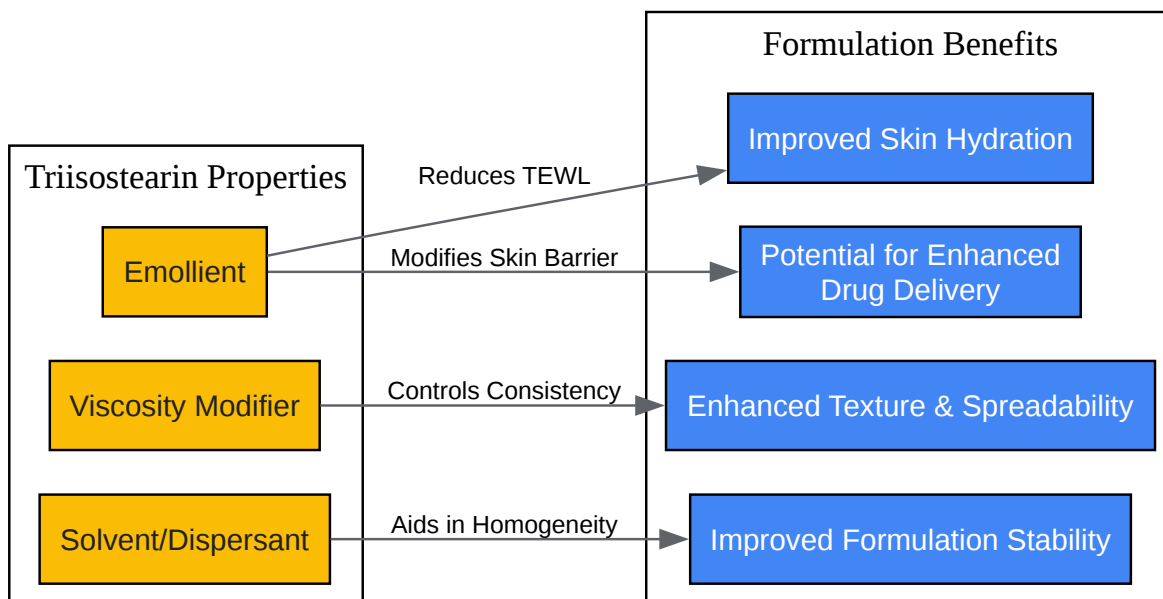 Formulation Benefits
Improved Skin Hydration
Triisostearin Properties
Reduces TEWL
Emollient
Modifies Skin Barrier
Potential for Enhanced
Drug Delivery
Viscosity Modifier
Controls Consistency
Enhanced Texture & Spreadability
Solvent/Dispersant
Aids in Homogeneity
Improved Formulation Stability